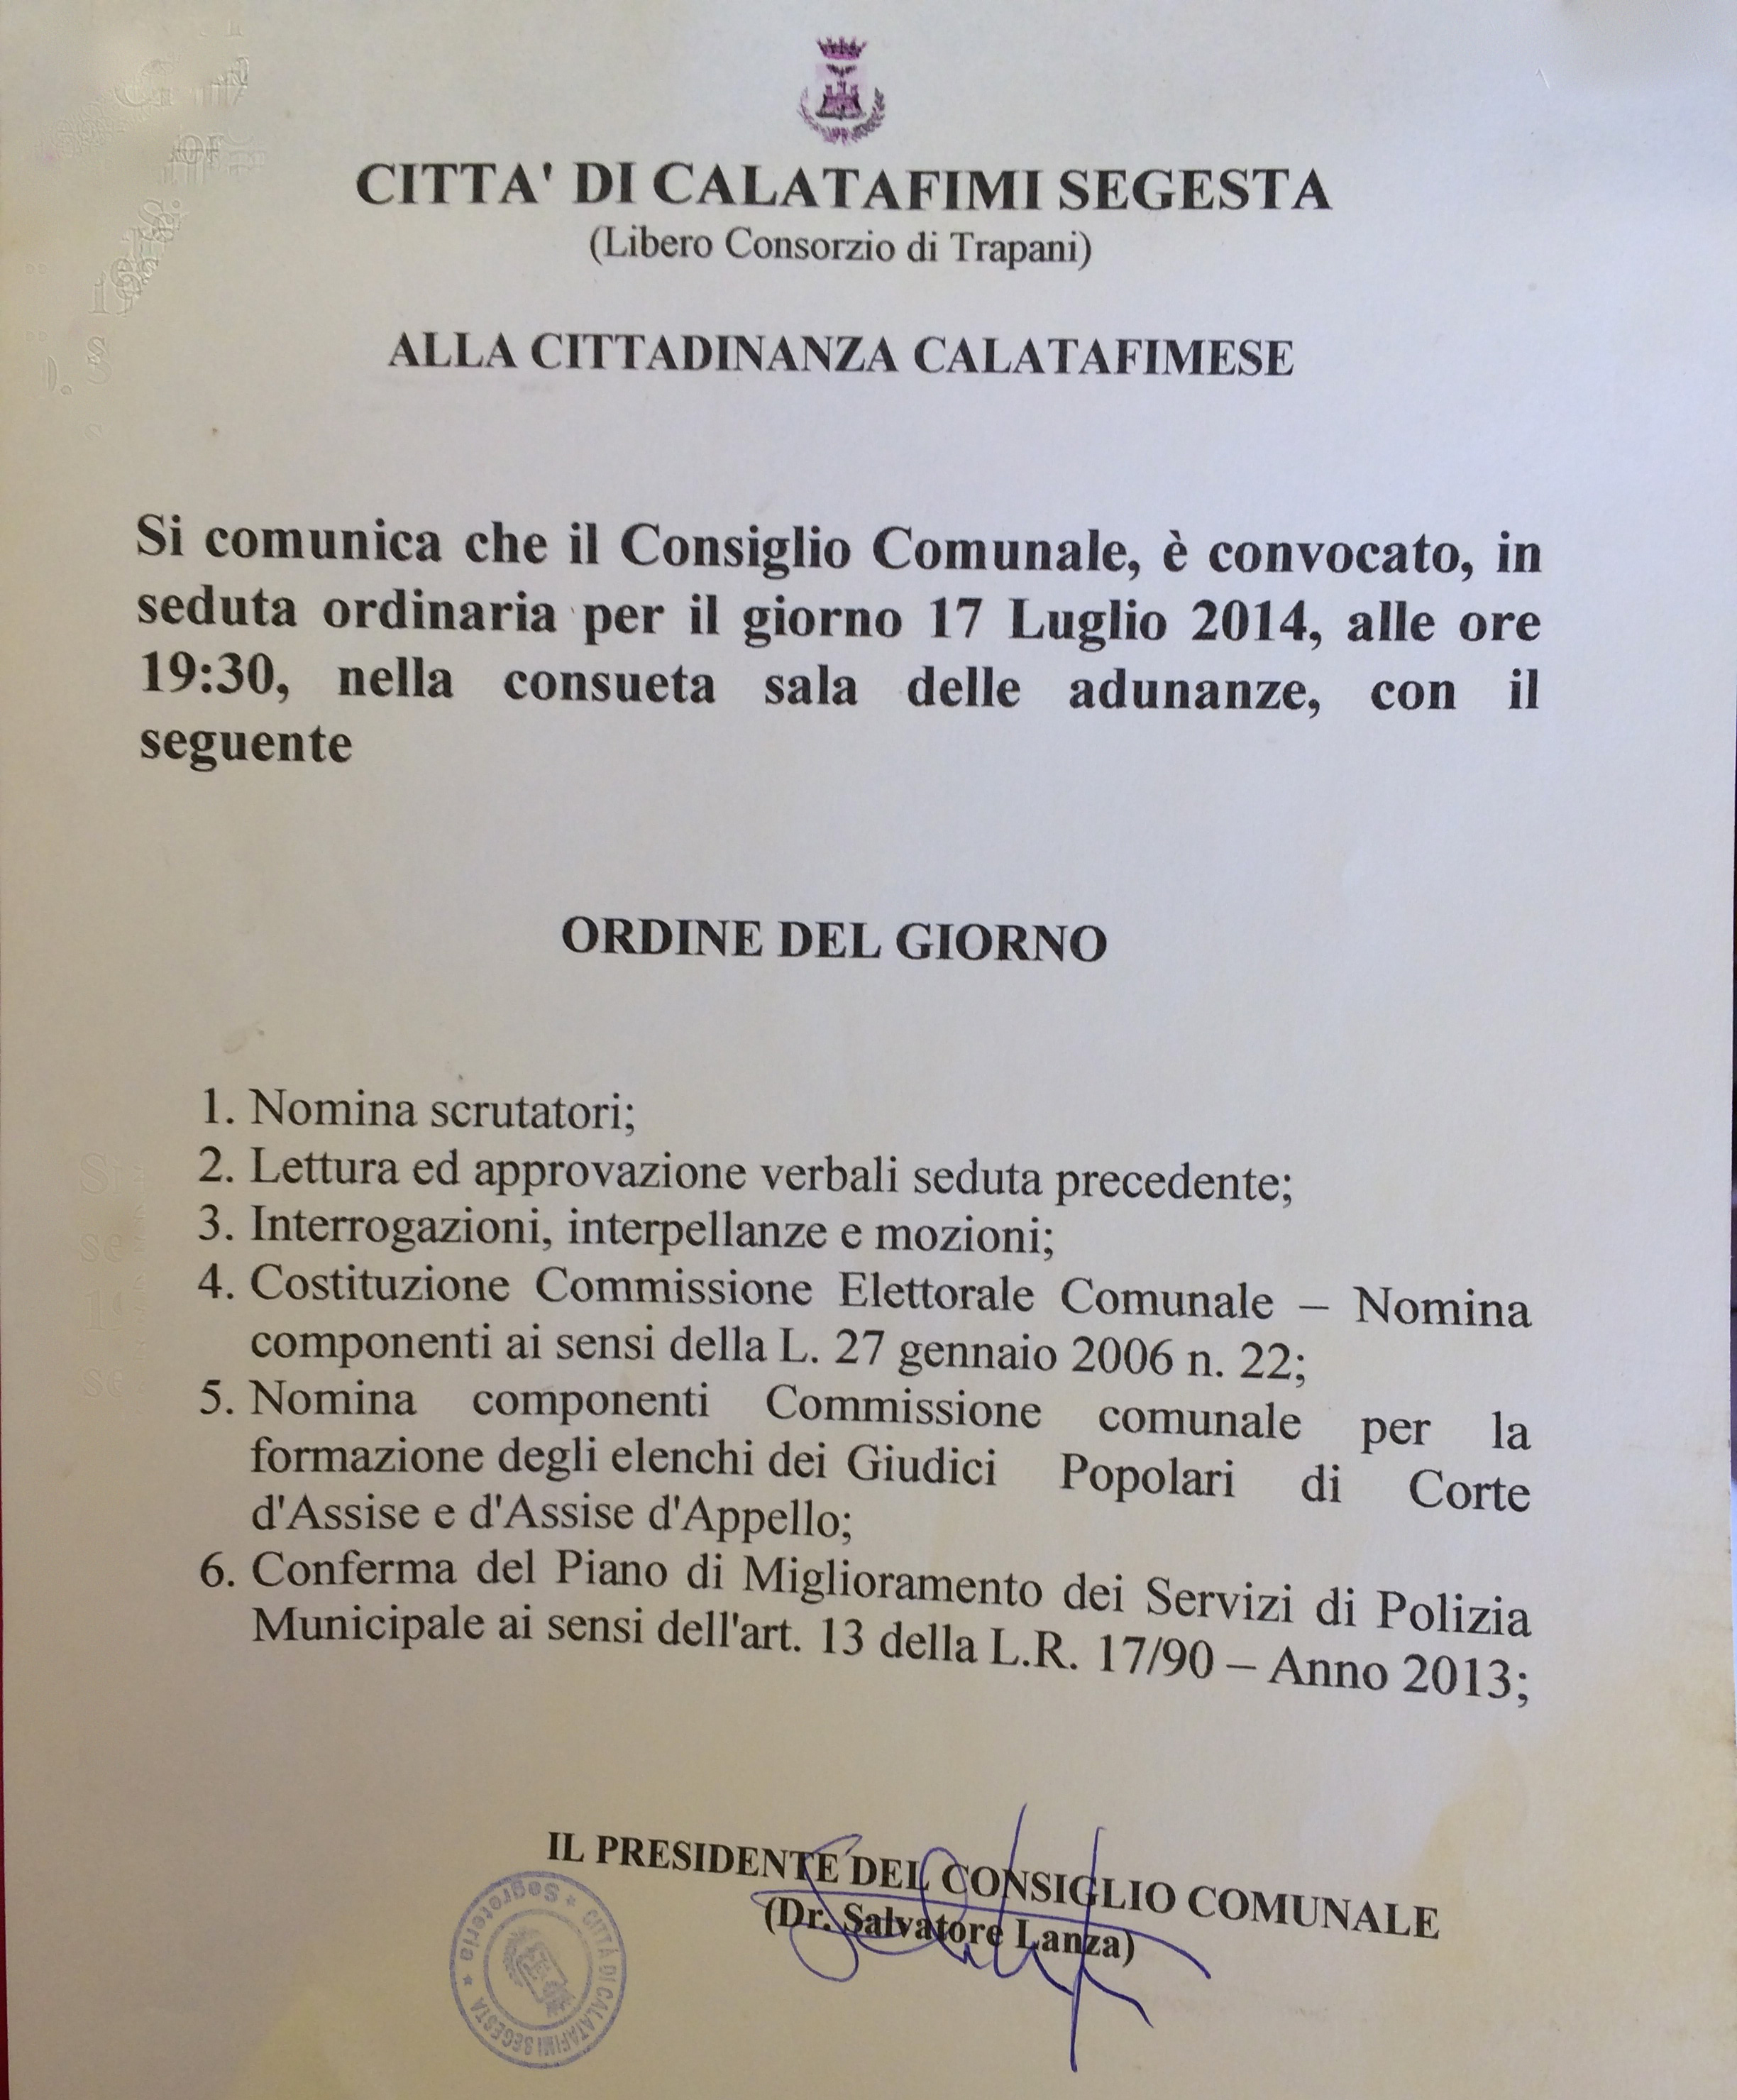 CITTA' DI CALATAFIMI SEGESTA
(Libero Consorzio di Trapani)
ALLA CITTADINANZA CALATAFIMESE
Si comunica che il Consiglio Comunale, è convocato, in
seduta ordinaria per il giorno 17 Luglio 2014, alle ore
19:30, nella consueta sala delle adunanze, con il
seguente
ORDINE DEL GIORNO
1. Nomina scrutatori;
2. Lettura ed approvazione verbali seduta precedente;
3. Interrogazioni, interpellanze e mozioni;
4. Costituzione Commissione Elettorale Comunale – Nomina
componenti ai sensi della L. 27 gennaio 2006 n. 22;
5. Nomina componenti Commissione comunale per la
formazione degli elenchi dei Giudici Popolari di Corte
d'Assise e d'Assise d'Appello;
6. Conferma del Piano di Miglioramento dei Servizi di Polizia
Municipale ai sensi dell'art. 13 della L.R. 17/90 – Anno 2013;
IL PRESIDENTE DEL CONSIGLIO COMUNALE
(Dr. Salvatore Lanza)
CITTÀ DI CALATAFIMI SEGESTA
* Segreteria *